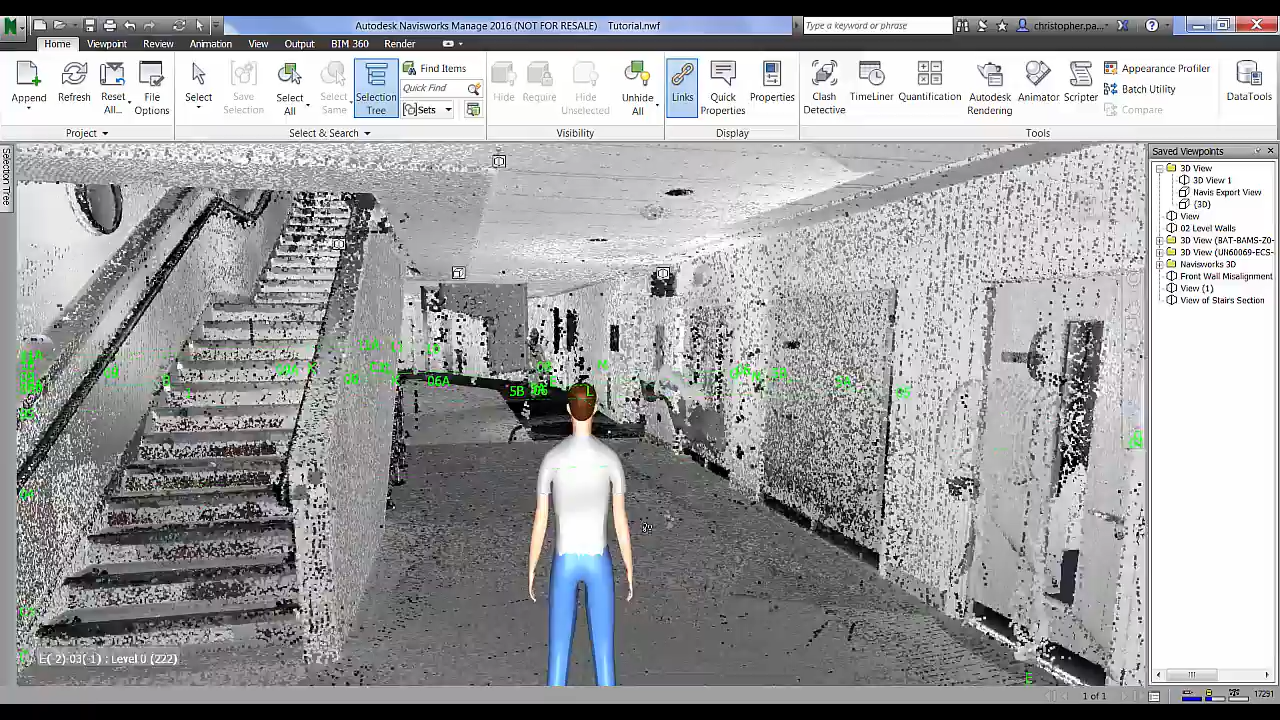 Autodesk Navisworks Manage 2016 (NOT FOR RESALE) Tutorial.nwf
Type a keyword or phrase
christopher.pa...
Home Viewpoint Review Animation View Output BIM 360 Render
Append
Refresh
Reset All...
File Options
Project
Select
Save Selection
Select All
Select Same
Selection Tree
Find Items
Quick Find
Sets
Select & Search
Hide
Require
Hide Unselected
Unhide All
Visibility
Links
Quick Properties
Properties
Display
Clash Detective
TimeLiner
Quantification
Autodesk Rendering
Animator
Scripter
Appearance Profiler
Batch Utility
Compare
Tools
DataTools
Selection Tree
Saved Viewpoints
3D View
3D View 1
Navis Export View
(3D)
View
02 Level Walls
3D View (BAT-BAMS-Z0-
3D View (UN60069-ECS-
Navisworks 3D
Front Wall Misalignment
View (1)
View of Stairs Section
06A
5B
L
E(-2)-03(-1) : Level 0 (222)
E
1 of 1